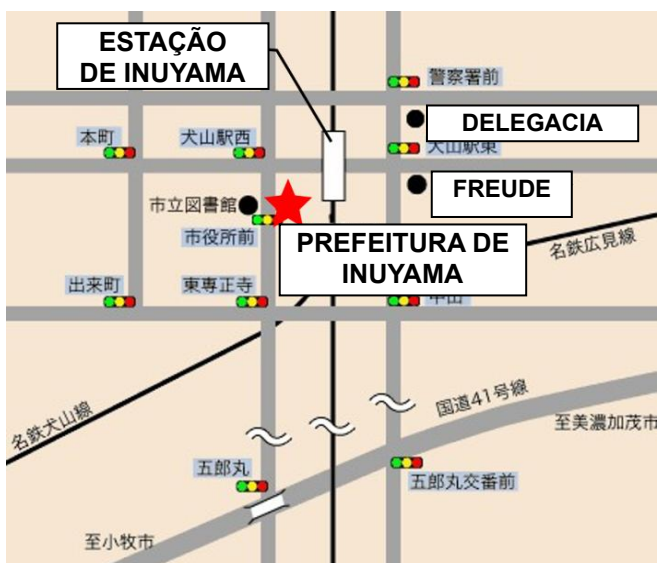 ESTAÇÃO
DE INUYAMA
警察署前
DELEGACIA
本町
犬山駅西
犬山駅東
市立図書館
FREUDE
市役所前
PREFEITURA DE
INUYAMA
名鉄広見線
出来町
東専正寺
中山
名鉄犬山線
国道41号線
至美濃加茂市
五郎丸
五郎丸交番前
至小牧市